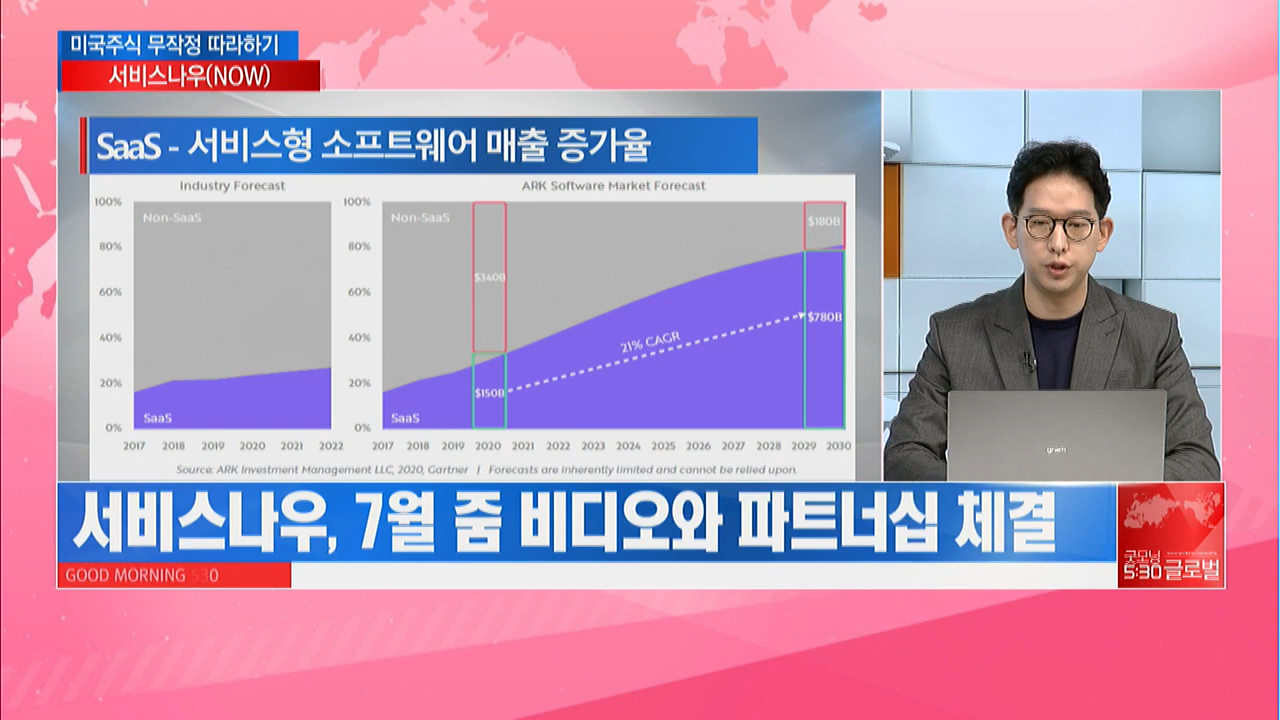 미국주식 무작정 따라하기
서비스나우(NOW)
SaaS - 서비스형 소프트웨어 매출 증가율
Industry Forecast
100%
80%
60%
40%
20%
0%
Non-SaaS
SaaS
2017 2018 2019 2020 2021 2022
ARK Software Market Forecast
100%
80%
60%
40%
20%
0%
Non-SaaS
$340B
$150B
21% CAGR
$180B
$780B
SaaS
2017 2018 2019 2020 2021 2022 2023 2024 2025 2026 2027 2028 2029 2030
Source: ARK Investment Management LLC, 2020, Gartner | Forecasts are inherently limited and cannot be relied upon.
gram
서비스나우, 7월 줌 비디오와 파트너십 체결
GOOD MORNING 530
굿모닝
5:30 글로벌